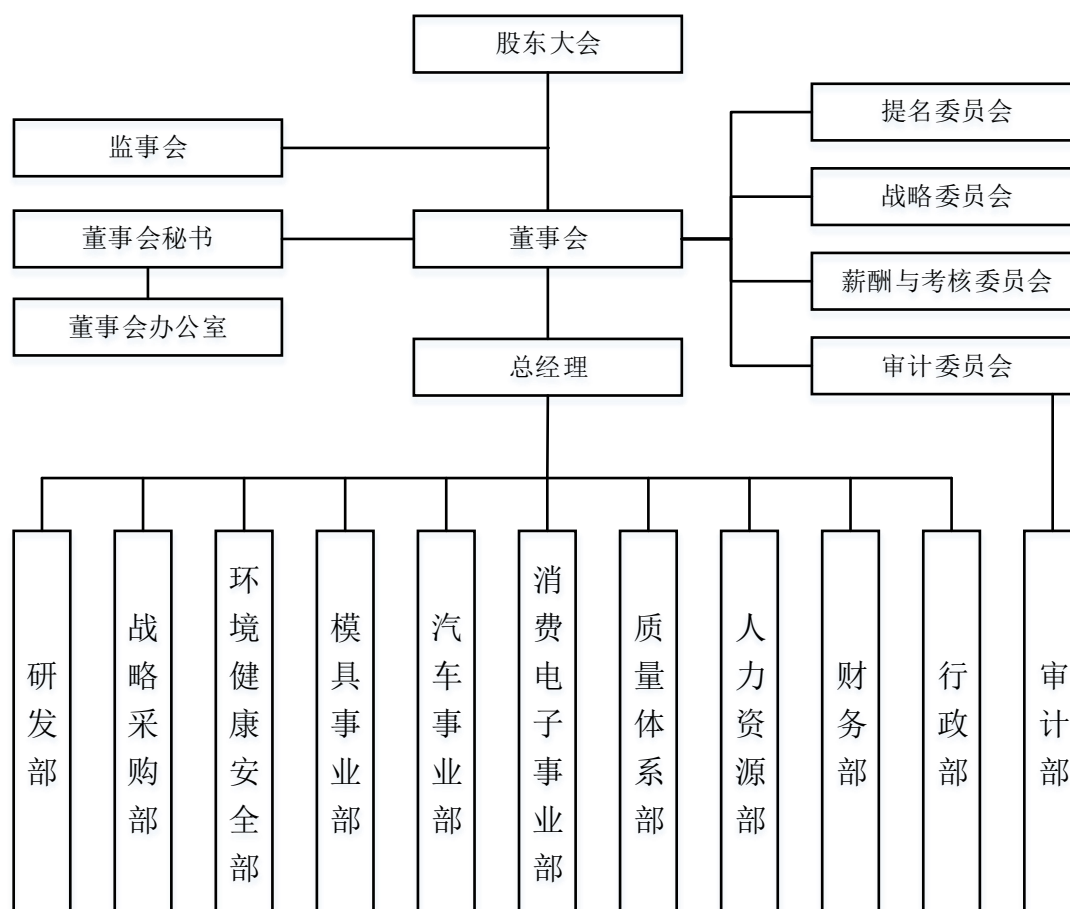 股东大会
提名委员会
监事会
战略委员会
董事会秘书
董事会
薪酬与考核委员会
董事会办公室
总经理
审计委员会
研发部
战略采购部
环境健康安全部
模具事业部
汽车事业部
消费电子事业部
质量体系部
人力资源部
财务部
行政部
审计部